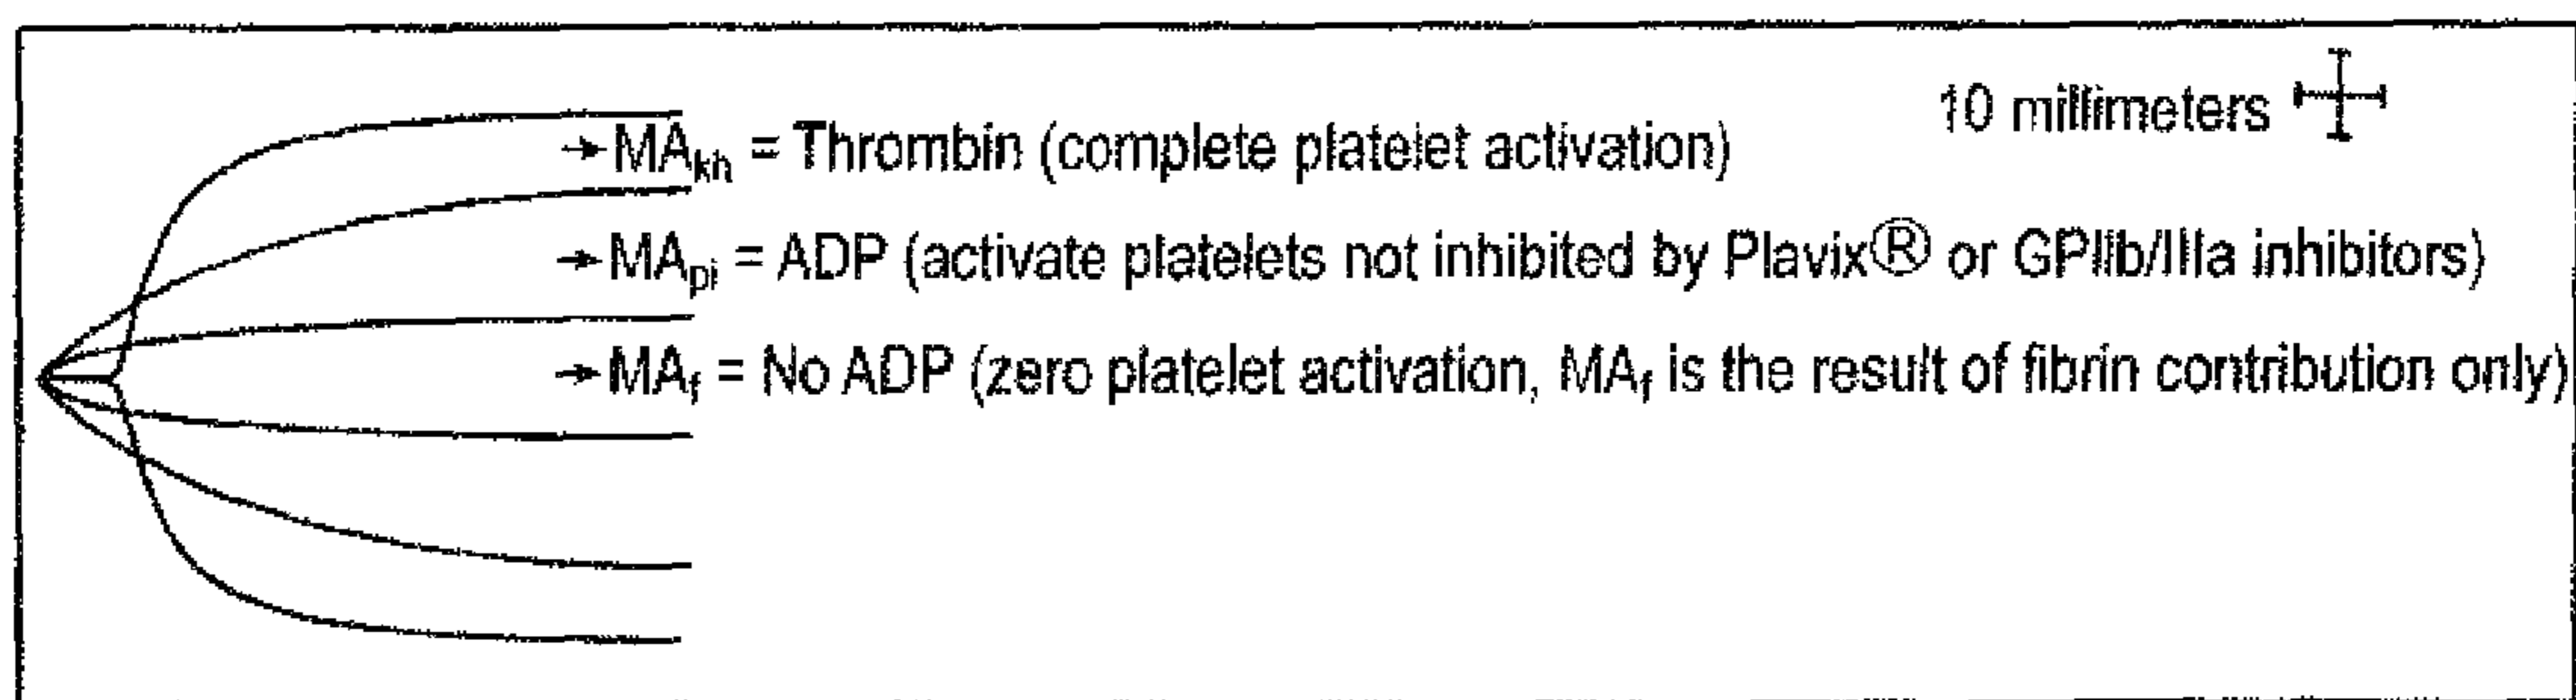 10 millimeters
→MAkh = Thrombin (complete platelet activation)
→MApi = ADP (activate platelets not inhibited by Plavix® or GPIIb/IIIa inhibitors)
→MAf = No ADP (zero platelet activation, MAf is the result of fibrin contribution only)